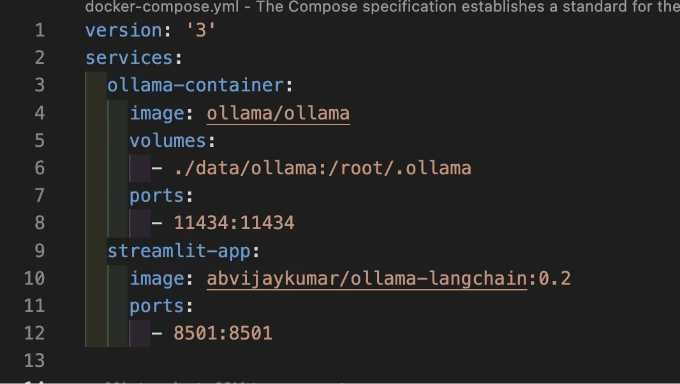 docker-compose.yml - The Compose specification establishes a standard for the
1 version: '3'
2 services:
3 ollama-container:
4 image: ollama/ollama
5 volumes:
6 - ./data/ollama:/root/.ollama
7 ports:
8 - 11434:11434
9 streamlit-app:
10 image: abvijaykumar/ollama-langchain:0.2
11 ports:
12 - 8501:8501
13